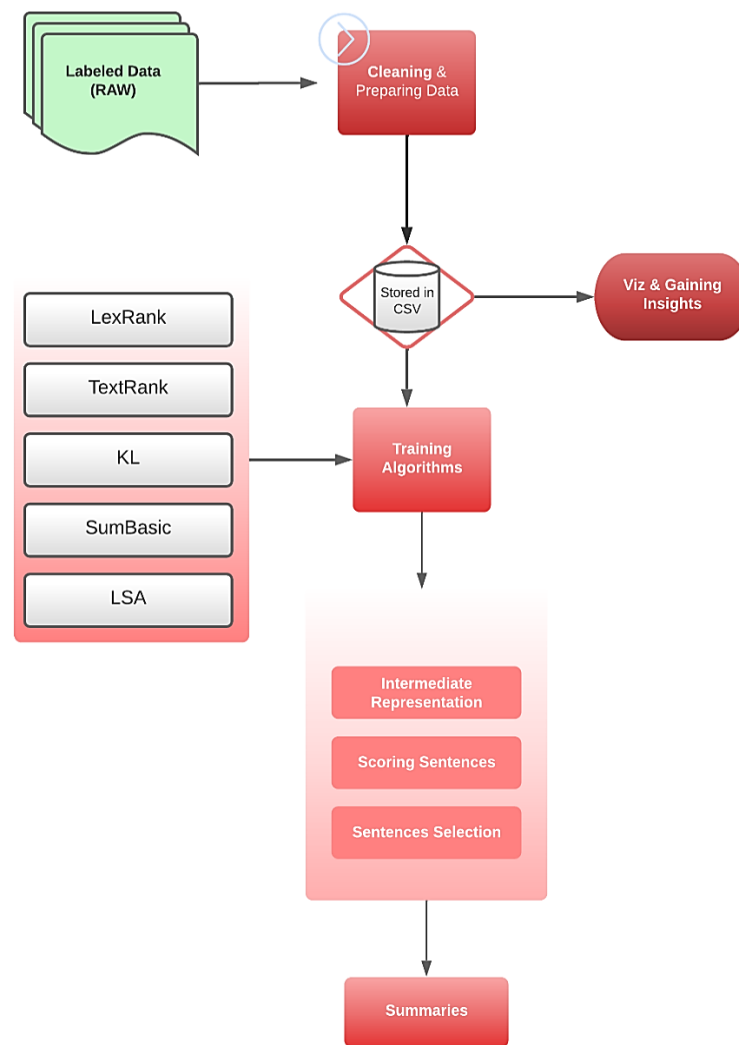 Labeled Data
(RAW)
Cleaning &
Preparing Data
Stored in
CSV
Viz & Gaining
Insights
LexRank
TextRank
KL
SumBasic
LSA
Training
Algorithms
Intermediate
Representation
Scoring Sentences
Sentences Selection
Summaries